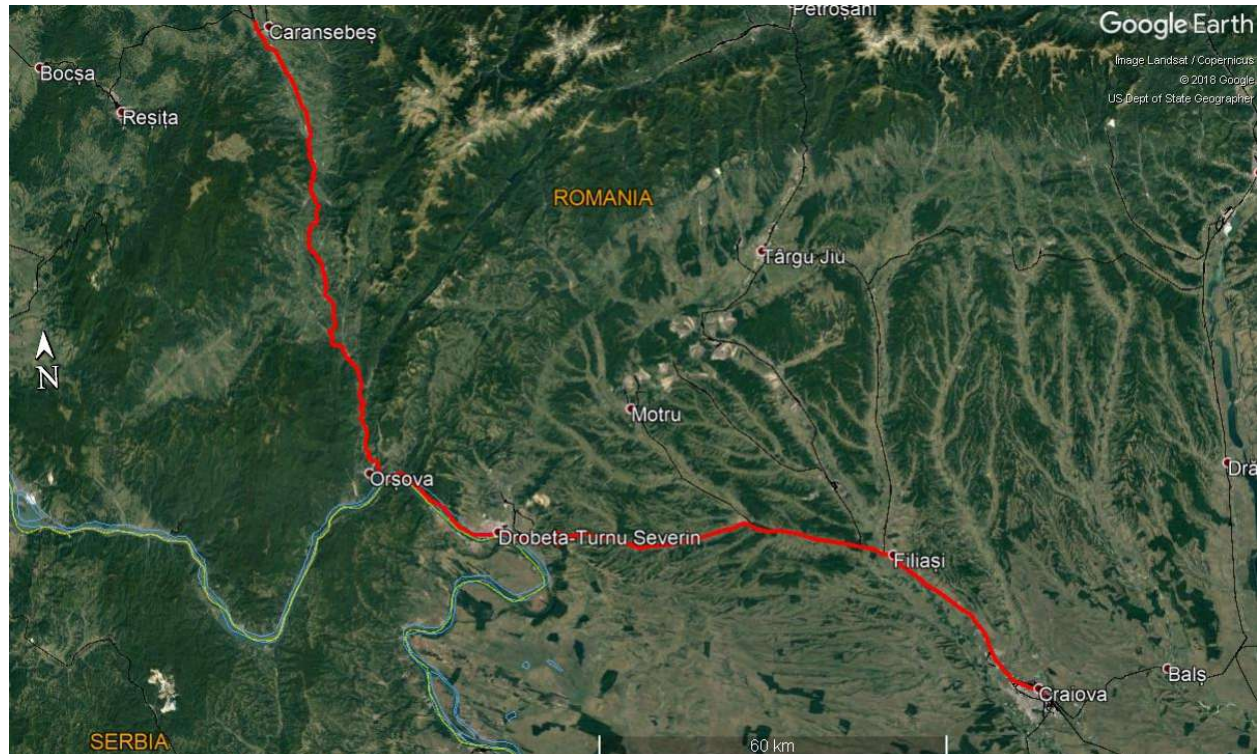 Petroșani
Google Earth
Caransebeș
Image Landsat / Copernicus
Bocșa
© 2018 Google
US Dept of State Geographer
Reșița
ROMANIA
Târgu Jiu
N
Motru
Orșova
Dră
Drobeta-Turnu Severin
Filiași
Balș
Craiova
SERBIA
60 km